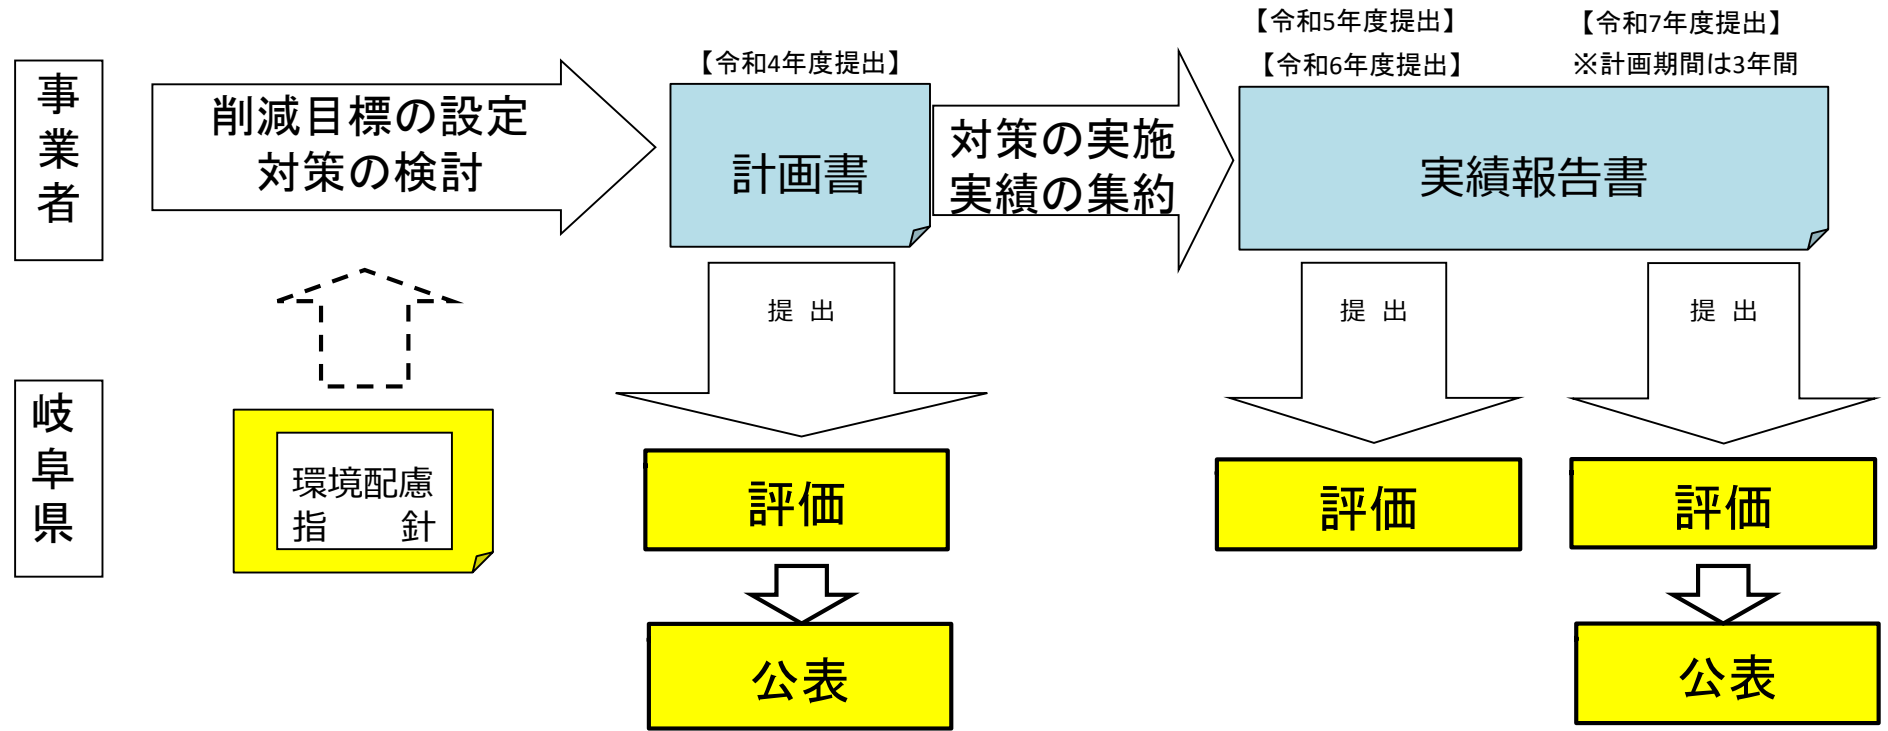 事業者
削減目標の設定
対策の検討
【令和4年度提出】
計画書
対策の実施
実績の集約
【令和5年度提出】
【令和6年度提出】
【令和7年度提出】
※計画期間は3年間
実績報告書
提 出
提 出
提 出
岐阜県
環境配慮
指 針
評価
評価
評価
公表
公表